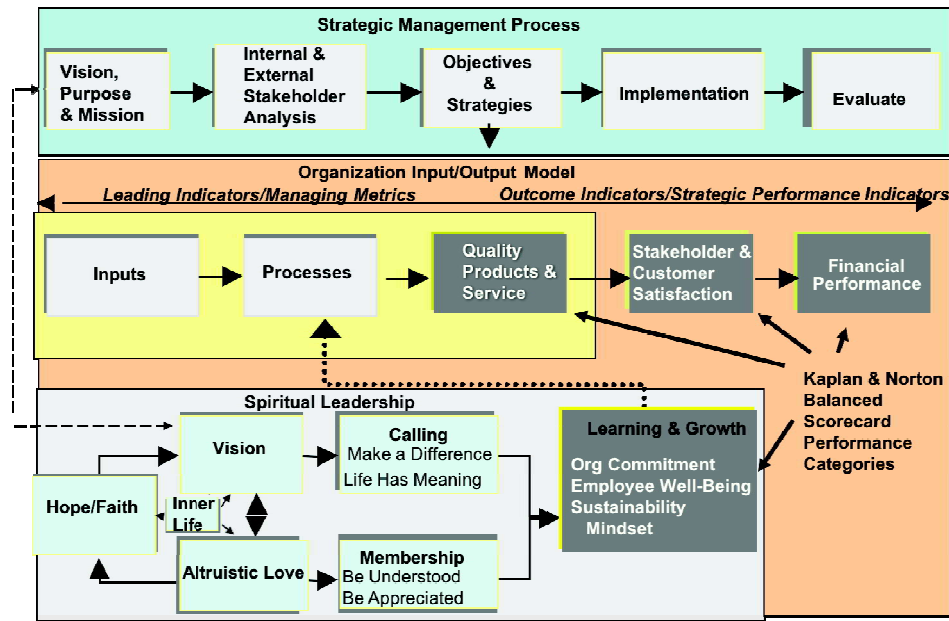 Strategic Management Process
Vision,
Purpose
& Mission
Internal &
External
Stakeholder
Analysis
Objectives
&
Strategies
Implementation
Evaluate
Organization Input/Output Model
Leading Indicators/Managing Metrics
Outcome Indicators/Strategic Performance Indicators
Inputs
Processes
Quality
Products &
Service
Stakeholder &
Customer
Satisfaction
Financial
Performance
Kaplan & Norton
Balanced
Scorecard
Performance
Categories
Spiritual Leadership
Hope/Faith
Vision
Inner
Life
Altruistic Love
Calling
Make a Difference
Life Has Meaning
Membership
Be Understood
Be Appreciated
Learning & Growth
Org Commitment
Employee Well-Being
Sustainability
Mindset